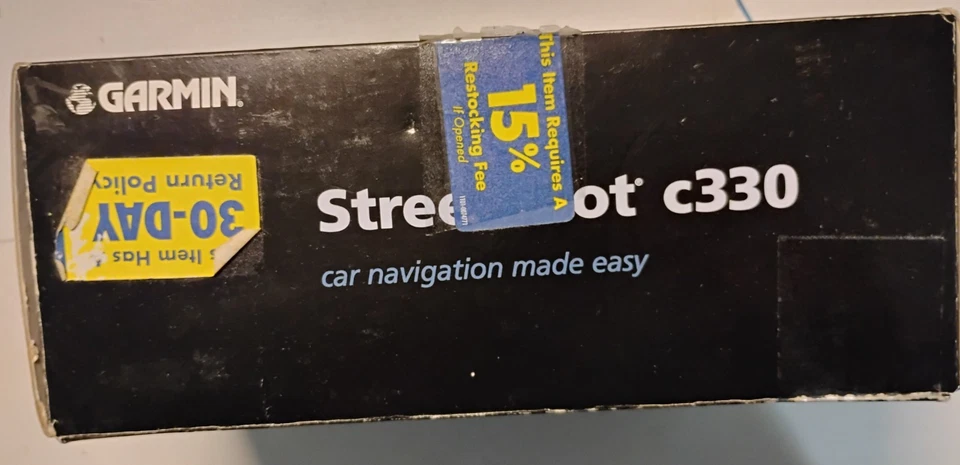 GARMIN
This Item Requires A
15%
Restocking Fee
If Opened
s Item Has
30-DAY
Return Policy
Stree ot® c330
car navigation made easy